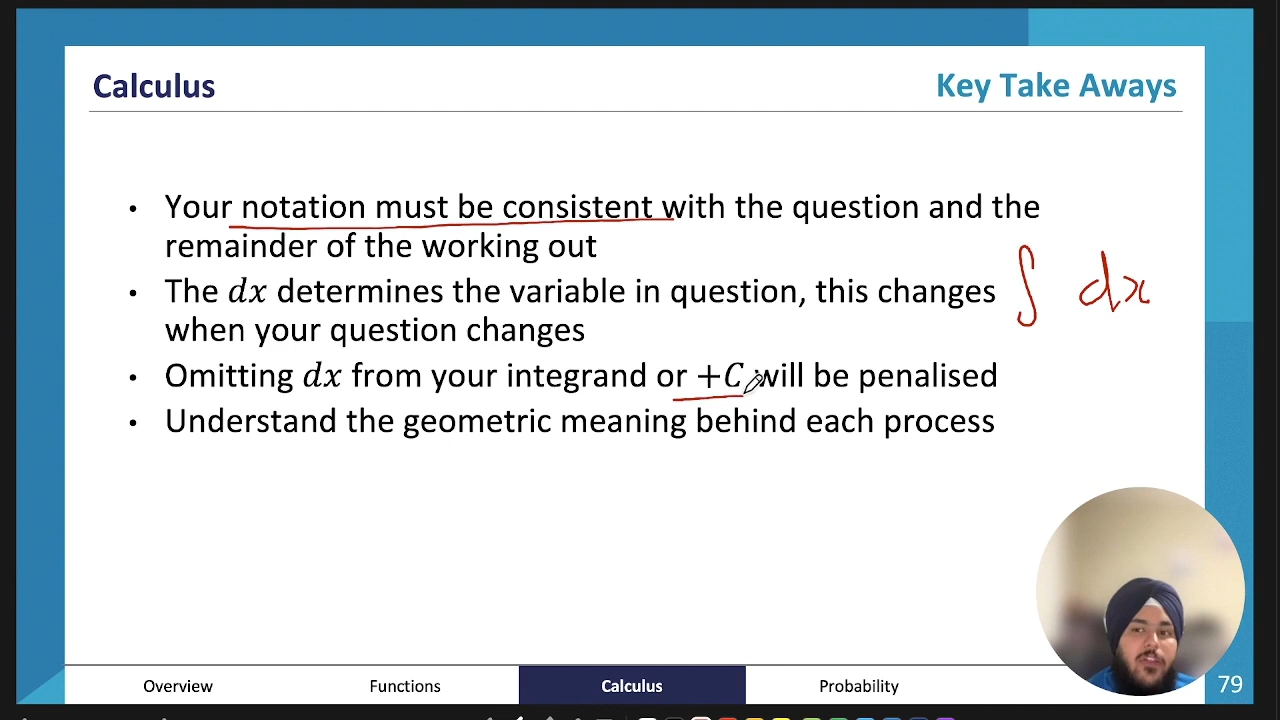 Calculus
Key Take Aways
• Your notation must be consistent with the question and the
remainder of the working out
• The dx determines the variable in question, this changes
when your question changes
∫ dx
• Omitting dx from your integrand or +C will be penalised
• Understand the geometric meaning behind each process
Overview
Functions
Calculus
Probability
79